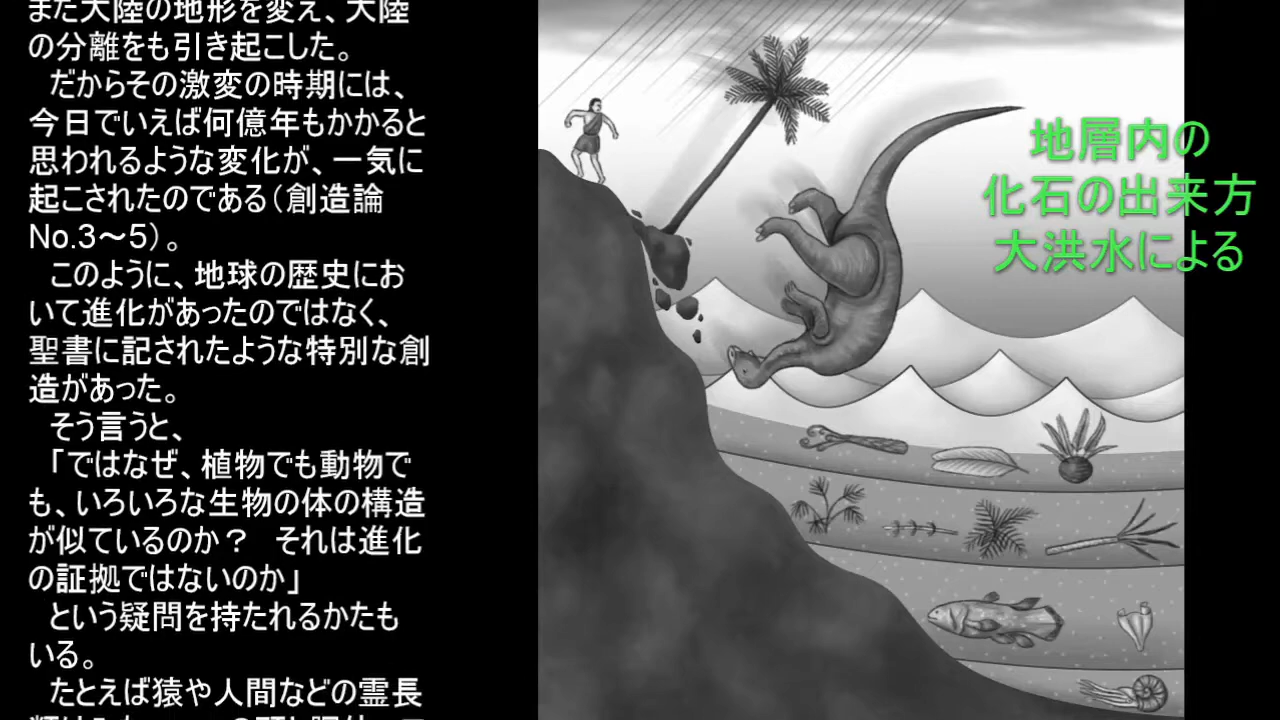 また大陸の地形を変え、大陸
の分離をも引き起こした。
だからその激変の時期には、
今日でいえば何億年もかかると
思われるような変化が、一気に
起こされたのである（創造論
No.3～5）。
このように、地球の歴史にお
いて進化があったのではなく、
聖書に記されたような特別な創
造があった。
そう言うと、
「ではなぜ、植物でも動物で
も、いろいろな生物の体の構造
が似ているのか？　それは進化
の証拠ではないのか」
という疑問を持たれるかたも
いる。
たとえば猿や人間などの霊長
地層内の
化石の出来方
大洪水による